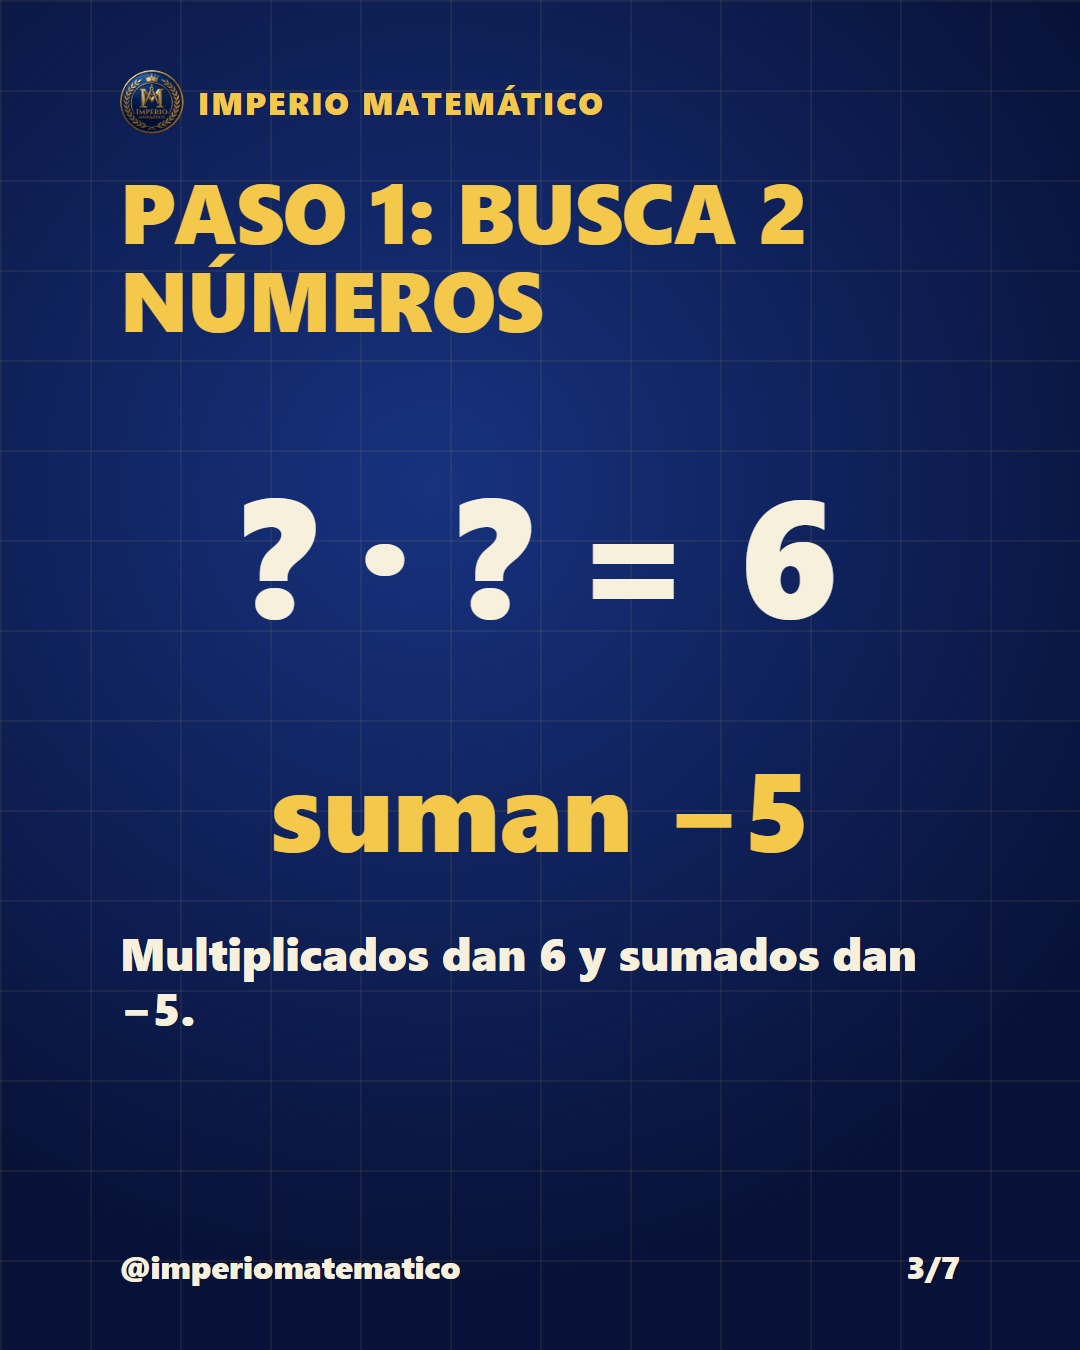 IMPERIO MATEMÁTICO
PASO 1: BUSCA 2
NÚMEROS
? · ? = 6
suman −5
Multiplicados dan 6 y sumados dan
−5.
@imperiomatematico
3/7